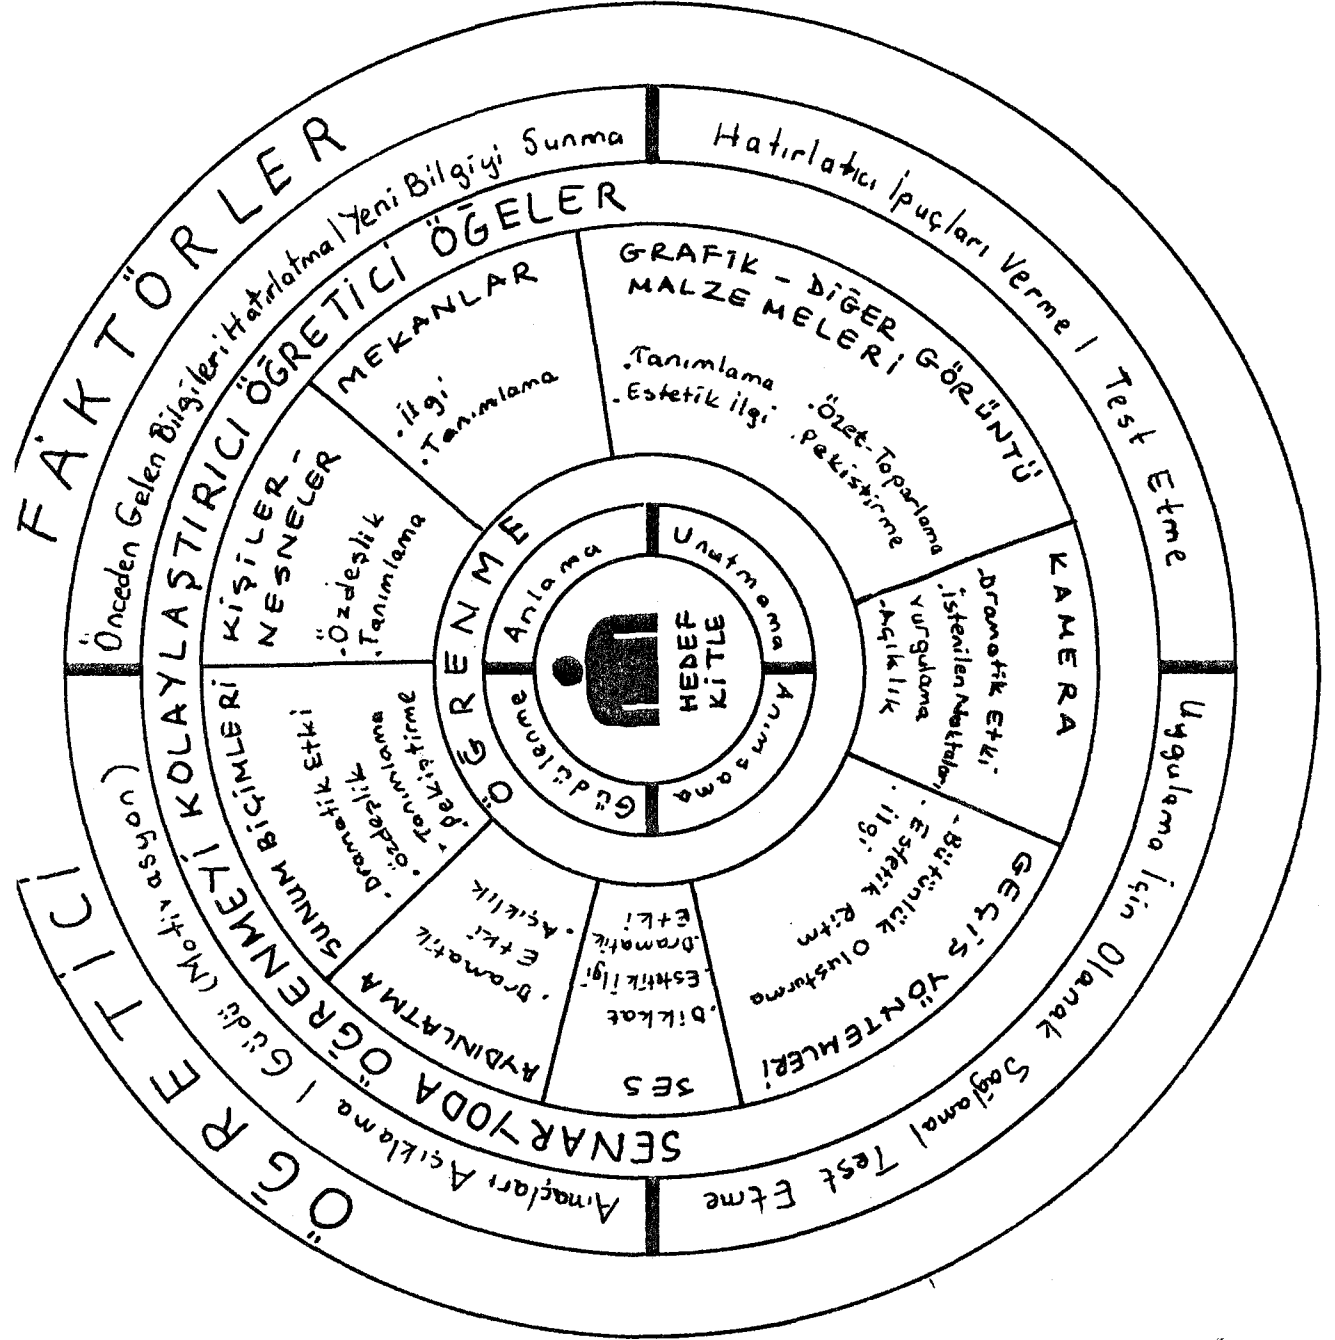 ÖĞRETİCİ FAKTÖRLER
Amaçları Açıklama / Güdü (Motivasyon)
Önceden Gelen Bilgileri Hatırlatma / Yeni Bilgiyi Sunma
Hatırlatıcı İpuçları Verme / Test Etme
Uygulama İçin Olanak Sağlama / Test Etme
SENARYODA ÖĞRENMEYİ KOLAYLAŞTIRICI ÖĞRETİCİ ÖĞELER
MEKANLAR
. İlgi
. Tanımlama
GRAFİK - DİĞER GÖRÜNTÜ
MALZEMELERİ
. Tanımlama
. Estetik ilgi
. Özet-Toparlama
. Pekiştirme
KAMERA
. Dramatik Etki
. İstenilen Noktaları
vurgulama
. Açıklık
GEÇİŞ YÖNTEMLERİ
. Bütünlük Oluşturma
. Estetik Ritm
. İlgi
SES
. Dikkat
. Estetik ilgi
. Dramatik
Etki
AYDINLATMA
. Dramatik
Etki
. Açıklık
SUNUM BİÇİMLERİ
. Dramatik Etki
. Özdeşlik
. Tanımlama
. Pekiştirme
KİŞİLER -
NESNELER
. Özdeşlik
. Tanımlama
ÖĞRENME
Güdülenme
Anlama
Unutmama
Anımsama
HEDEF
KİTLE